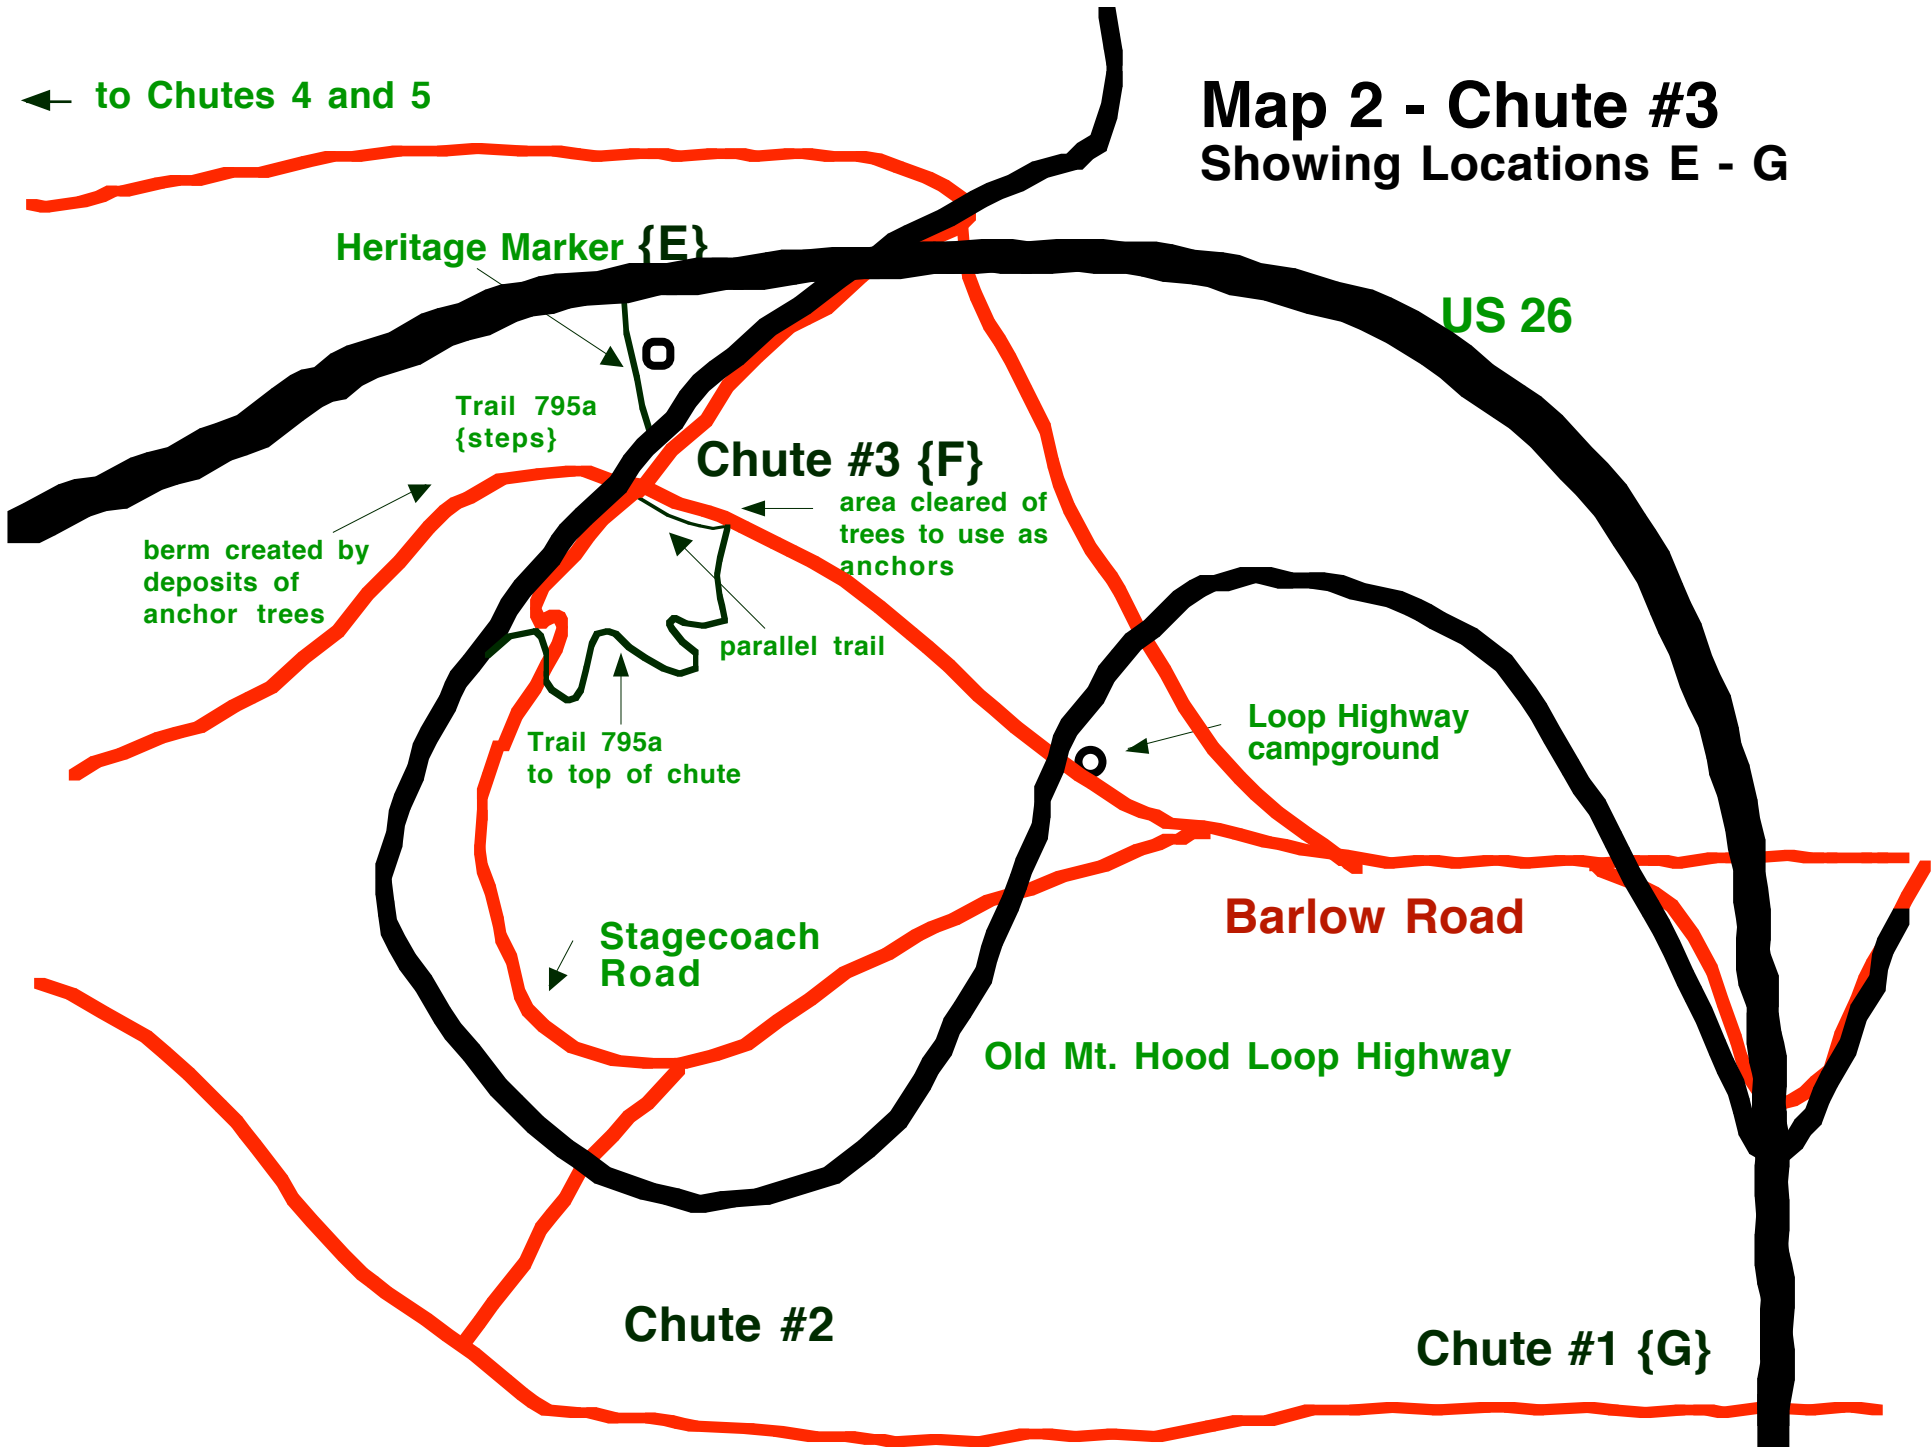 to Chutes 4 and 5
Map 2 - Chute #3
Showing Locations E - G
Heritage Marker {E}
US 26
Trail 795a
{steps}
Chute #3 {F}
area cleared of
trees to use as
anchors
berm created by
deposits of
anchor trees
parallel trail
Loop Highway
campground
Trail 795a
to top of chute
Barlow Road
Stagecoach
Road
Old Mt. Hood Loop Highway
Chute #2
Chute #1 {G}